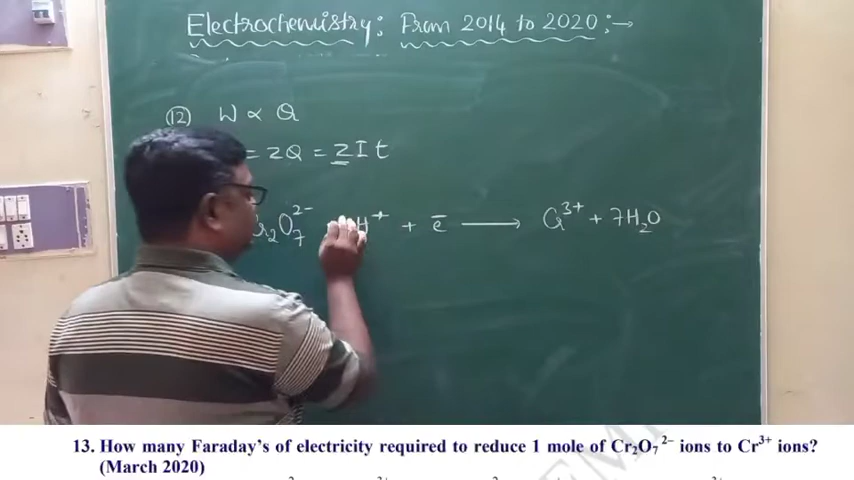 Electrochemistry: From 2014 to 2020 :→
(12) W ∝ Q
= ZQ = ZIt
r₂O₇²⁻ H⁺ + e⁻ ⟶ Cr³⁺ + 7H₂O
13. How many Faraday's of electricity required to reduce 1 mole of Cr₂O₇²⁻ ions to Cr³⁺ ions?
(March 2020)